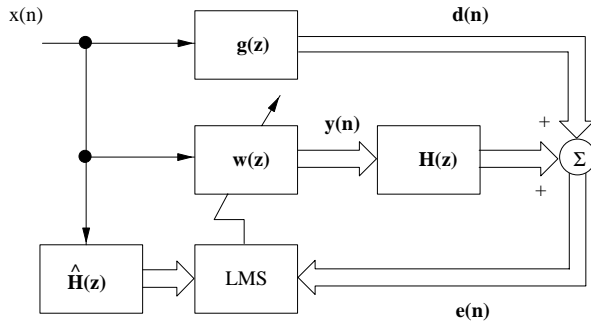 x(n)
d(n)
g(z)
y(n)
+
w(z)
H(z)
Σ
+
Ĥ(z)
LMS
e(n)